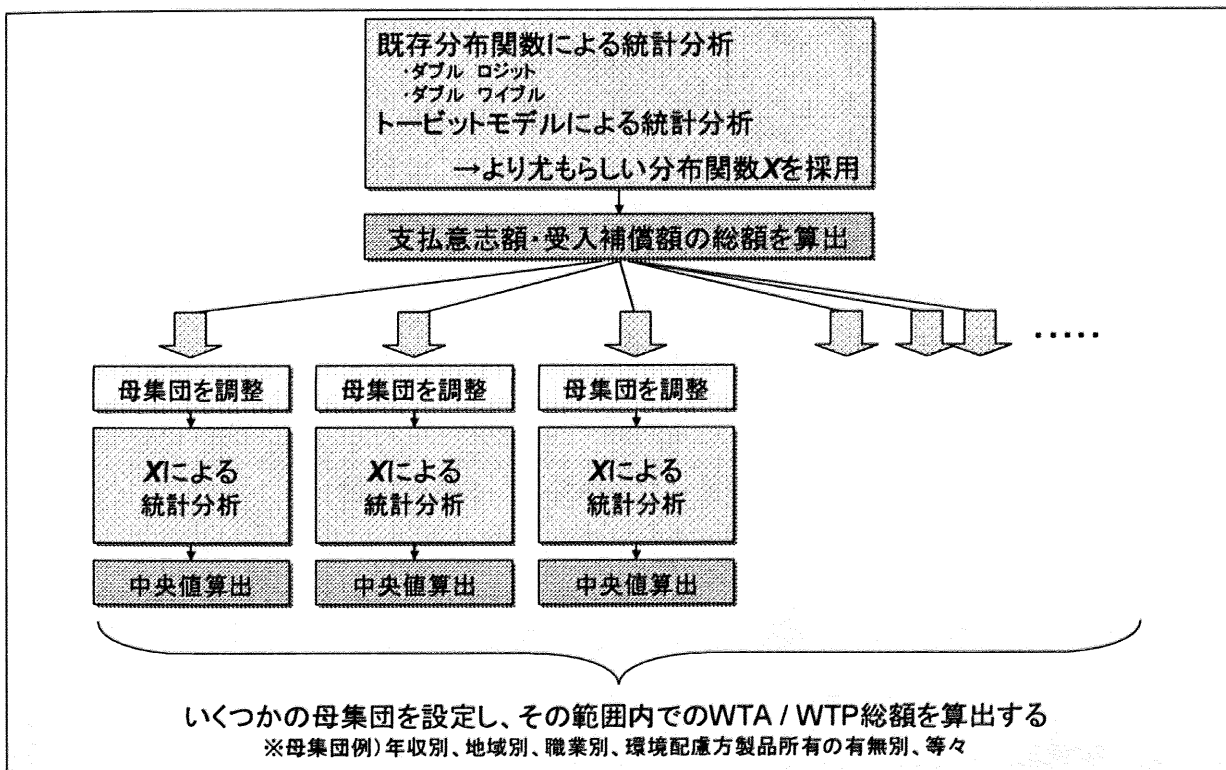 既存分布関数による統計分析
・ダブル ロジット
・ダブル ワイブル
トービットモデルによる統計分析
→より尤もらしい分布関数Xを採用
支払意志額・受入補償額の総額を算出
・・・・・
母集団を調整 母集団を調整 母集団を調整
Xによる Xによる Xによる
統計分析 統計分析 統計分析
中央値算出 中央値算出 中央値算出
いくつかの母集団を設定し、その範囲内でのWTA / WTP総額を算出する
※母集団例)年収別、地域別、職業別、環境配慮方製品所有の有無別、等々